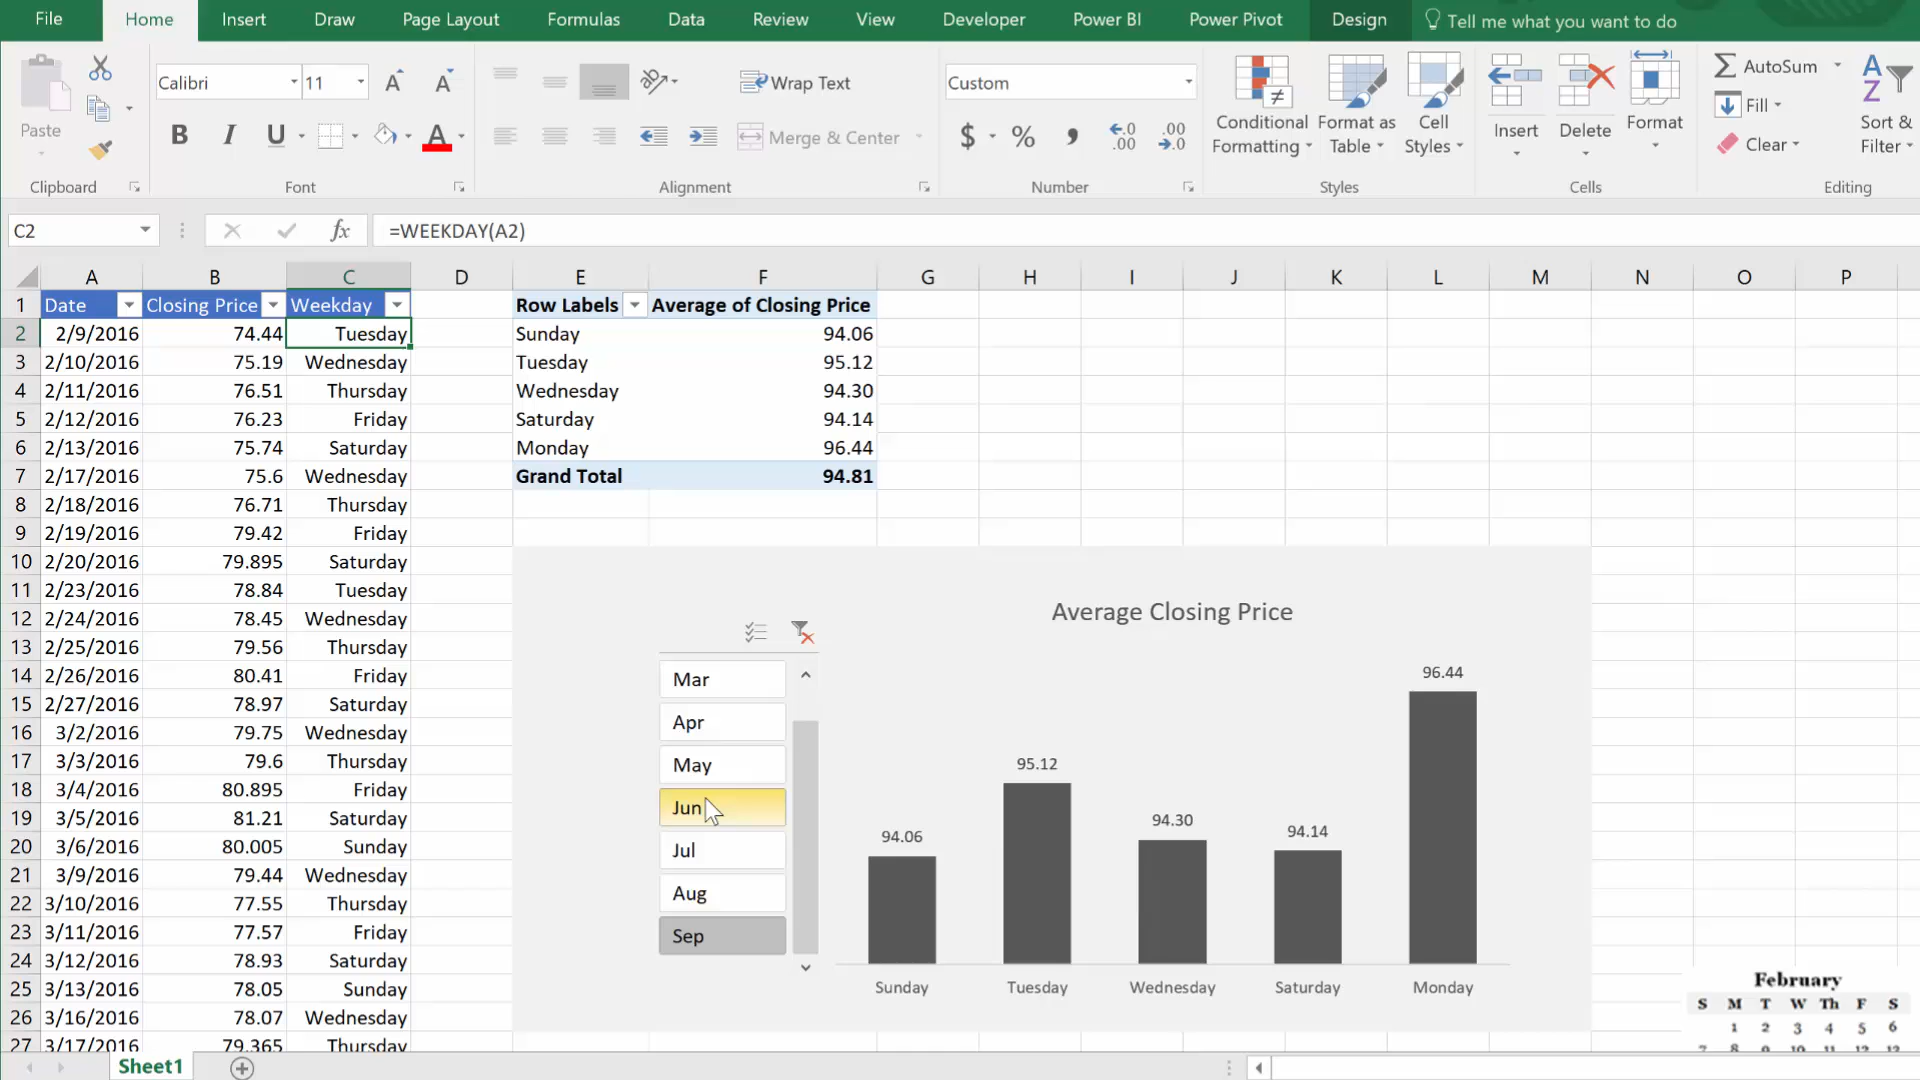 File Home Insert Draw Page Layout Formulas Data Review View Developer Power BI Power Pivot Design Tell me what you want to do
Calibri 11 A A Wrap Text Custom AutoSum
Paste B I U A Merge & Center $ % , Conditional Formatting Format as Table Cell Styles Insert Delete Format Fill Clear Sort & Filter
Clipboard Font Alignment Number Styles Cells Editing
C2 fx =WEEKDAY(A2)
A B C D E F G H I J K L M N O P
1 Date Closing Price Weekday Row Labels Average of Closing Price
2 2/9/2016 74.44 Tuesday Sunday 94.06
3 2/10/2016 75.19 Wednesday Tuesday 95.12
4 2/11/2016 76.51 Thursday Wednesday 94.30
5 2/12/2016 76.23 Friday Saturday 94.14
6 2/13/2016 75.74 Saturday Monday 96.44
7 2/17/2016 75.6 Wednesday Grand Total 94.81
8 2/18/2016 76.71 Thursday
9 2/19/2016 79.42 Friday
10 2/20/2016 79.895 Saturday
11 2/23/2016 78.84 Tuesday
12 2/24/2016 78.45 Wednesday
13 2/25/2016 79.56 Thursday
14 2/26/2016 80.41 Friday
15 2/27/2016 78.97 Saturday
16 3/2/2016 79.75 Wednesday
17 3/3/2016 79.6 Thursday
18 3/4/2016 80.895 Friday
19 3/5/2016 81.21 Saturday
20 3/6/2016 80.005 Sunday
21 3/9/2016 79.44 Wednesday
22 3/10/2016 77.55 Thursday
23 3/11/2016 77.57 Friday
24 3/12/2016 78.93 Saturday
25 3/13/2016 78.05 Sunday
26 3/16/2016 78.07 Wednesday
27 3/17/2016 79.365 Thursday
Average Closing Price
Mar
Apr
May
Jun
Jul
Aug
Sep
94.06 95.12 94.30 94.14 96.44
Sunday Tuesday Wednesday Saturday Monday
February
S M T W Th F S
1 2 3 4 5 6
7 8 9 10 11 12 13
Sheet1